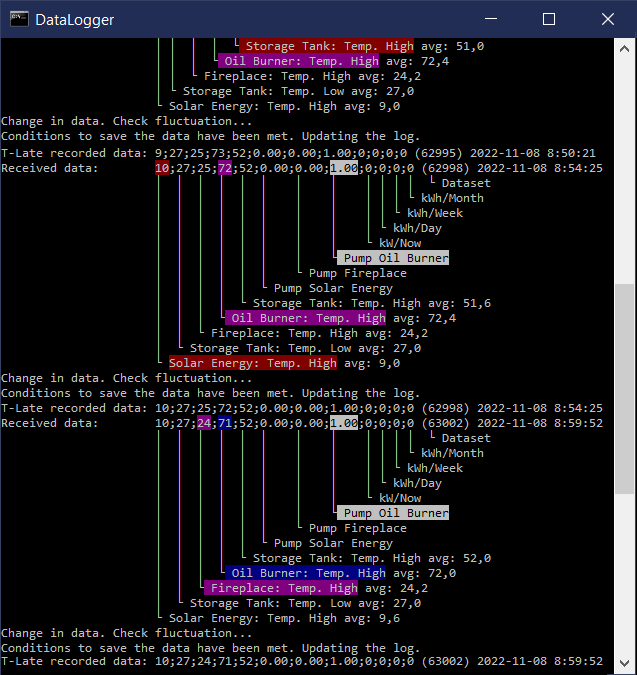 DataLogger
Storage Tank: Temp. High avg: 51,0
Oil Burner: Temp. High avg: 72,4
Fireplace: Temp. High avg: 24,2
Storage Tank: Temp. Low avg: 27,0
Solar Energy: Temp. High avg: 9,0
Change in data. Check fluctuation...
Conditions to save the data have been met. Updating the log.
T-Late recorded data: 9;27;25;73;52;0.00;0.00;1.00;0;0;0;0 (62995) 2022-11-08 8:50:21
Received data: 10;27;25;72;52;0.00;0.00;1.00;0;0;0;0 (62998) 2022-11-08 8:54:25
Dataset
kWh/Month
kWh/Week
kWh/Day
kW/Now
Pump Oil Burner
Pump Fireplace
Pump Solar Energy
Storage Tank: Temp. High avg: 51,6
Oil Burner: Temp. High avg: 72,4
Fireplace: Temp. High avg: 24,2
Storage Tank: Temp. Low avg: 27,0
Solar Energy: Temp. High avg: 9,0
Change in data. Check fluctuation...
Conditions to save the data have been met. Updating the log.
T-Late recorded data: 10;27;25;72;52;0.00;0.00;1.00;0;0;0;0 (62998) 2022-11-08 8:54:25
Received data: 10;27;24;71;52;0.00;0.00;1.00;0;0;0;0 (63002) 2022-11-08 8:59:52
Dataset
kWh/Month
kWh/Week
kWh/Day
kW/Now
Pump Oil Burner
Pump Fireplace
Pump Solar Energy
Storage Tank: Temp. High avg: 52,0
Oil Burner: Temp. High avg: 72,0
Fireplace: Temp. High avg: 24,2
Storage Tank: Temp. Low avg: 27,0
Solar Energy: Temp. High avg: 9,6
Change in data. Check fluctuation...
Conditions to save the data have been met. Updating the log.
T-Late recorded data: 10;27;24;71;52;0.00;0.00;1.00;0;0;0;0 (63002) 2022-11-08 8:59:52